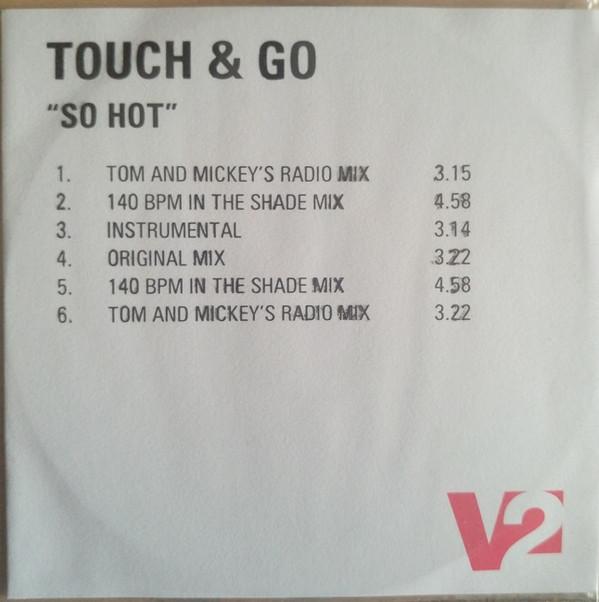 TOUCH & GO
“SO HOT”
1. TOM AND MICKEY'S RADIO MIX 3.15
2. 140 BPM IN THE SHADE MIX 4.58
3. INSTRUMENTAL 3.14
4. ORIGINAL MIX 3.22
5. 140 BPM IN THE SHADE MIX 4.58
6. TOM AND MICKEY'S RADIO MIX 3.22
V2